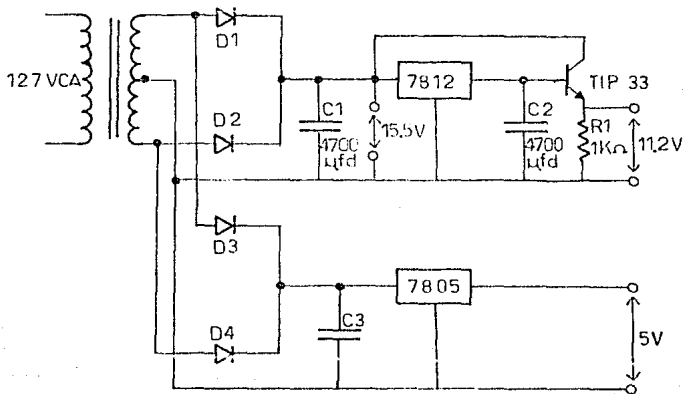 D1
127 VCA
7812
TIP 33
D2
C1
4700
µfd
15.5V
C2
4700
µfd
R1
1KΩ
11.2V
D3
7805
D4
C3
5V